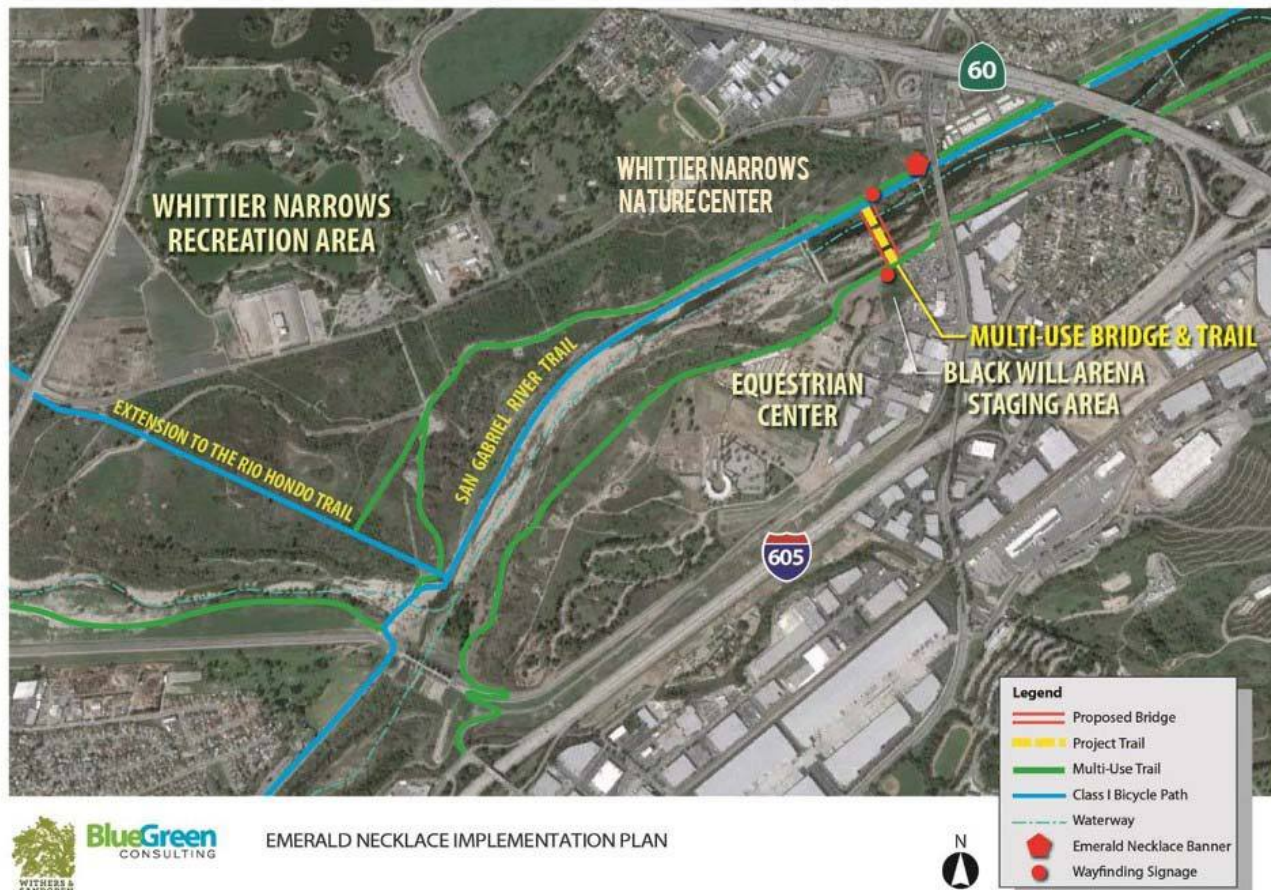 60
WHITTIER NARROWS
NATURE CENTER
WHITTIER NARROWS
RECREATION AREA
MULTI-USE BRIDGE & TRAIL
BLACK WILL ARENA
STAGING AREA
EQUESTRIAN
CENTER
SAN GABRIEL RIVER TRAIL
EXTENSION TO THE RIO HONDO TRAIL
605
Legend
Proposed Bridge
Project Trail
Multi-Use Trail
Class I Bicycle Path
Waterway
Emerald Necklace Banner
Wayfinding Signage
BlueGreen
CONSULTING
EMERALD NECKLACE IMPLEMENTATION PLAN
N
WITHERS &